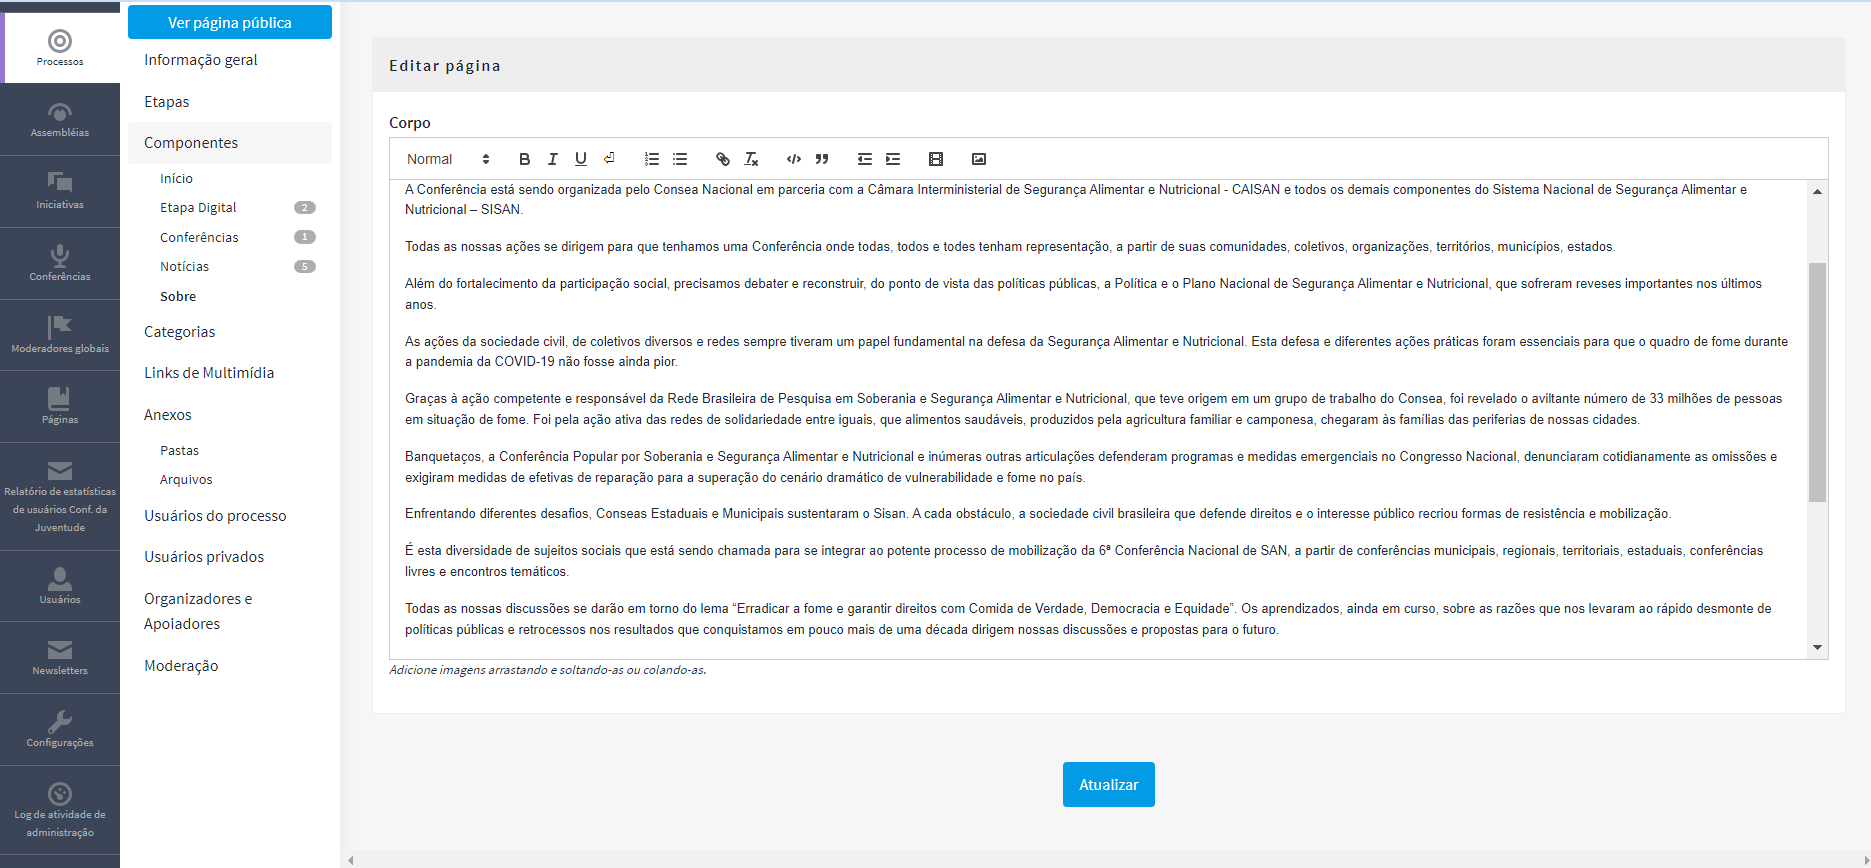 Processos
Assembléias
Iniciativas
Conferências
Moderadores globais
Páginas
Relatório de estatísticas
de usuários Conf. da
Juventude
Usuários
Newsletters
Configurações
Log de atividade de
administração
Ver página pública
Informação geral
Etapas
Componentes
Início
Etapa Digital 2
Conferências 1
Notícias 5
Sobre
Categorias
Links de Multimídia
Anexos
Pastas
Arquivos
Usuários do processo
Usuários privados
Organizadores e
Apoiadores
Moderação
Editar página
Corpo
Normal
A Conferência está sendo organizada pelo Consea Nacional em parceria com a Câmara Interministerial de Segurança Alimentar e Nutricional - CAISAN e todos os demais componentes do Sistema Nacional de Segurança Alimentar e
Nutricional – SISAN.
Todas as nossas ações se dirigem para que tenhamos uma Conferência onde todas, todos e todes tenham representação, a partir de suas comunidades, coletivos, organizações, territórios, municípios, estados.
Além do fortalecimento da participação social, precisamos debater e reconstruir, do ponto de vista das políticas públicas, a Política e o Plano Nacional de Segurança Alimentar e Nutricional, que sofreram reveses importantes nos últimos
anos.
As ações da sociedade civil, de coletivos diversos e redes sempre tiveram um papel fundamental na defesa da Segurança Alimentar e Nutricional. Esta defesa e diferentes ações práticas foram essenciais para que o quadro de fome durante
a pandemia da COVID-19 não fosse ainda pior.
Graças à ação competente e responsável da Rede Brasileira de Pesquisa em Soberania e Segurança Alimentar e Nutricional, que teve origem em um grupo de trabalho do Consea, foi revelado o aviltante número de 33 milhões de pessoas
em situação de fome. Foi pela ação ativa das redes de solidariedade entre iguais, que alimentos saudáveis, produzidos pela agricultura familiar e camponesa, chegaram às famílias das periferias de nossas cidades.
Banquetaços, a Conferência Popular por Soberania e Segurança Alimentar e Nutricional e inúmeras outras articulações defenderam programas e medidas emergenciais no Congresso Nacional, denunciaram cotidianamente as omissões e
exigiram medidas de efetivas de reparação para a superação do cenário dramático de vulnerabilidade e fome no país.
Enfrentando diferentes desafios, Conseas Estaduais e Municipais sustentaram o Sisan. A cada obstáculo, a sociedade civil brasileira que defende direitos e o interesse público recriou formas de resistência e mobilização.
É esta diversidade de sujeitos sociais que está sendo chamada para se integrar ao potente processo de mobilização da 6ª Conferência Nacional de SAN, a partir de conferências municipais, regionais, territoriais, estaduais, conferências
livres e encontros temáticos.
Todas as nossas discussões se darão em torno do lema “Erradicar a fome e garantir direitos com Comida de Verdade, Democracia e Equidade”. Os aprendizados, ainda em curso, sobre as razões que nos levaram ao rápido desmonte de
políticas públicas e retrocessos nos resultados que conquistamos em pouco mais de uma década dirigem nossas discussões e propostas para o futuro.
Adicione imagens arrastando e soltando-as ou colando-as.
Atualizar